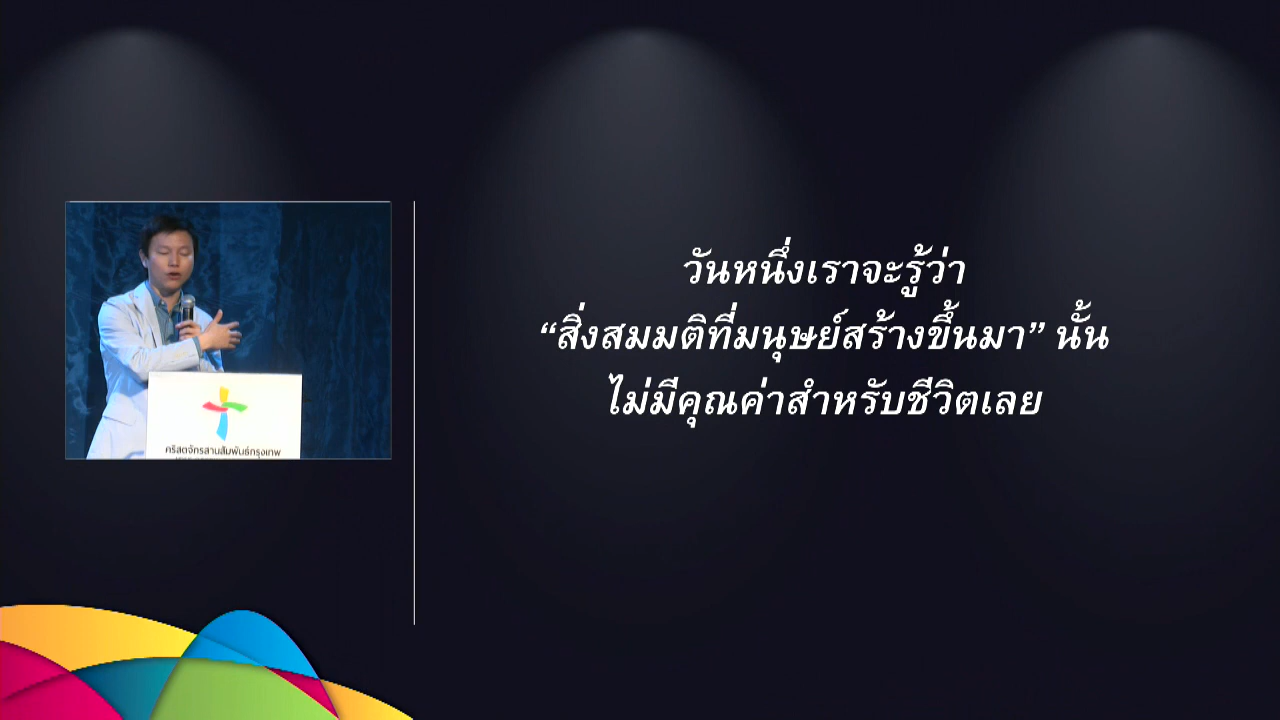 วันหนึ่งเราจะรู้ว่า
“สิ่งสมมติที่มนุษย์สร้างขึ้นมา” นั้น
ไม่มีคุณค่าสำหรับชีวิตเลย
คริสตจักรสานสัมพันธ์กรุงเทพ